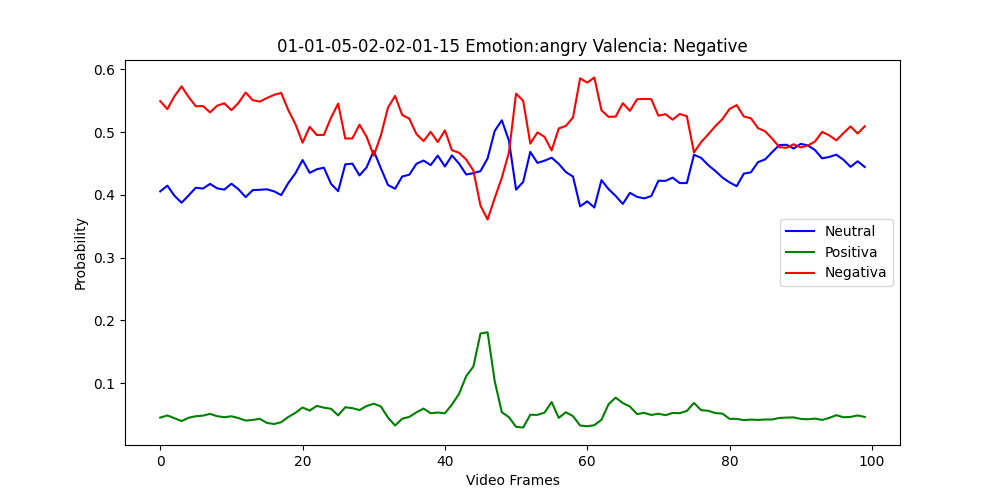 01-01-05-02-02-01-15 Emotion:angry Valencia: Negative
0.6
0.5
0.4
0.3
0.2
0.1
Probability
Neutral
Positiva
Negativa
0 20 40 60 80 100
Video Frames